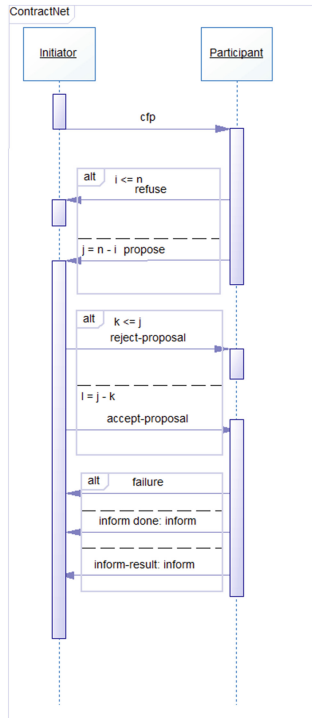 ContractNet
Initiator
Participant
cfp
alt
i <= n
refuse
j = n - i propose
alt
k <= j
reject-proposal
l = j - k
accept-proposal
alt
failure
inform done: inform
inform-result: inform